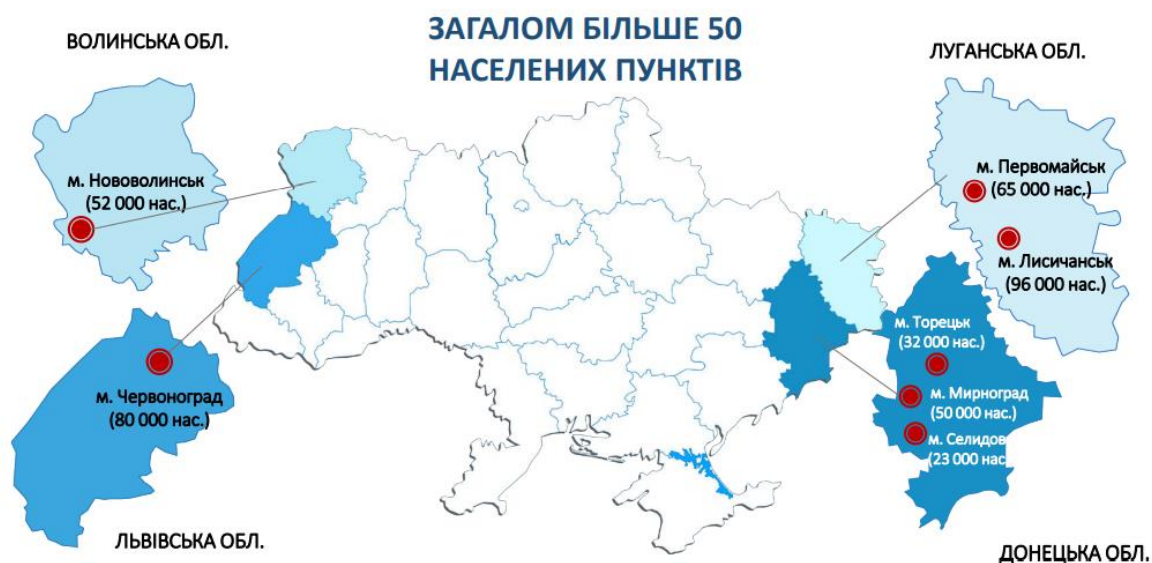 ЗАГАЛОМ БІЛЬШЕ 50
НАСЕЛЕНИХ ПУНКТІВ
ВОЛИНСЬКА ОБЛ.
м. Нововолинськ
(52 000 нас.)
ЛУГАНСЬКА ОБЛ.
м. Первомайськ
(65 000 нас.)
м. Лисичанськ
(96 000 нас.)
м. Червоноград
(80 000 нас.)
ЛЬВІВСЬКА ОБЛ.
м. Торецьк
(32 000 нас.)
м. Мирноград
(50 000 нас.)
м. Селидов
(23 000 нас
ДОНЕЦЬКА ОБЛ.